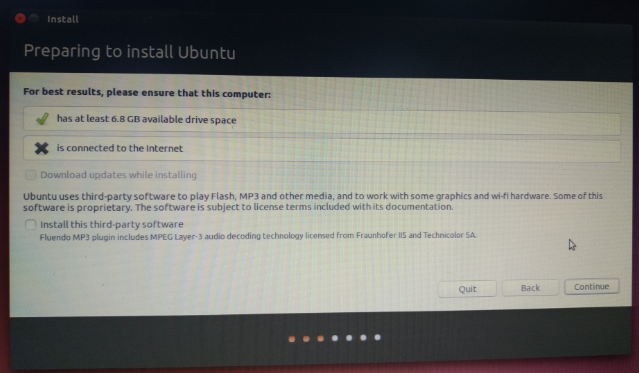 Install
Preparing to install Ubuntu
For best results, please ensure that this computer:
has at least 6.8 GB available drive space
is connected to the Internet
Download updates while installing
Ubuntu uses third-party software to play Flash, MP3 and other media, and to work with some graphics and wi-fi hardware. Some of this
software is proprietary. The software is subject to license terms included with its documentation.
Install this third-party software
Fluendo MP3 plugin includes MPEG Layer-3 audio decoding technology licensed from Fraunhofer IIS and Technicolor SA.
Quit Back Continue